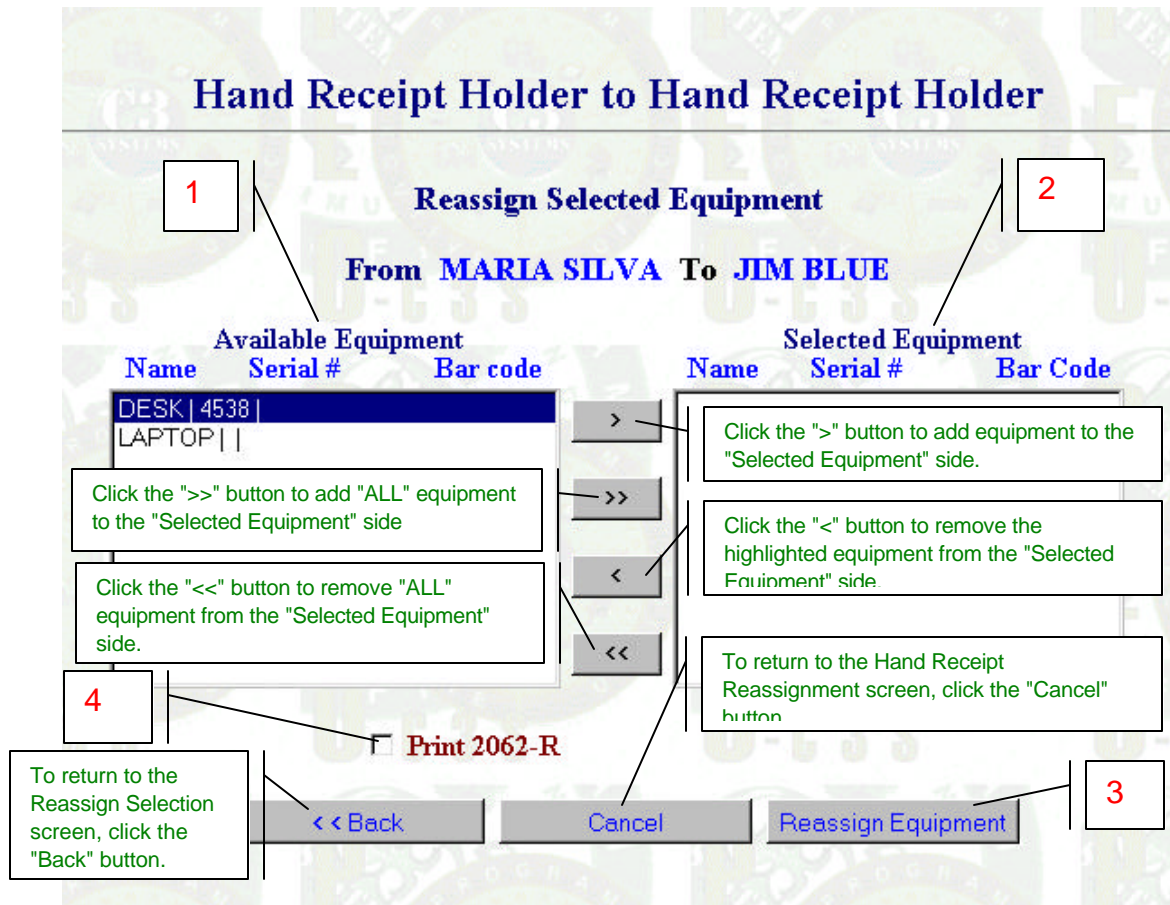 Hand Receipt Holder to Hand Receipt Holder
1
2
Reassign Selected Equipment
From MARIA SILVA To JIM BLUE
Available Equipment
Name Serial # Bar code
DESK | 4538 |
LAPTOP | |
Selected Equipment
Name Serial # Bar Code
>
Click the ">" button to add equipment to the
"Selected Equipment" side.
Click the ">>" button to add "ALL" equipment
to the "Selected Equipment" side
>>
Click the "<" button to remove the
highlighted equipment from the "Selected
Equipment" side.
<
Click the "<<" button to remove "ALL"
equipment from the "Selected Equipment"
side.
<<
To return to the Hand Receipt
Reassignment screen, click the "Cancel"
button
4
Print 2062-R
To return to the
Reassign Selection
screen, click the
"Back" button.
<< Back
Cancel
Reassign Equipment
3